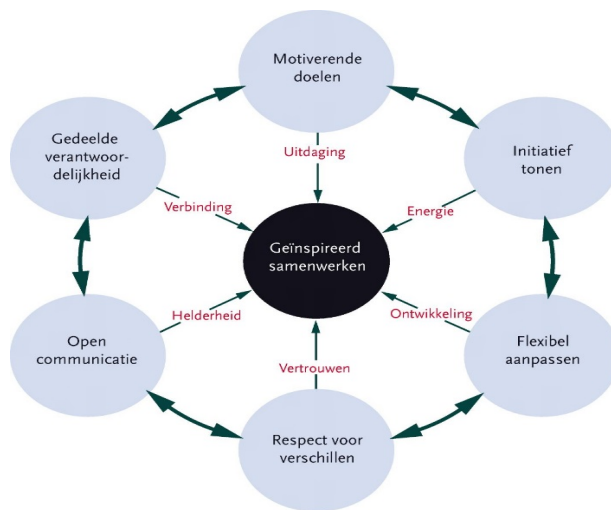 Motiverende
doelen
Gedeelde
verantwoor-
delijkheid
Uitdaging
Initiatief
tonen
Verbinding
Energie
Geïnspireerd
samenwerken
Helderheid
Ontwikkeling
Open
communicatie
Flexibel
aanpassen
Vertrouwen
Respect voor
verschillen